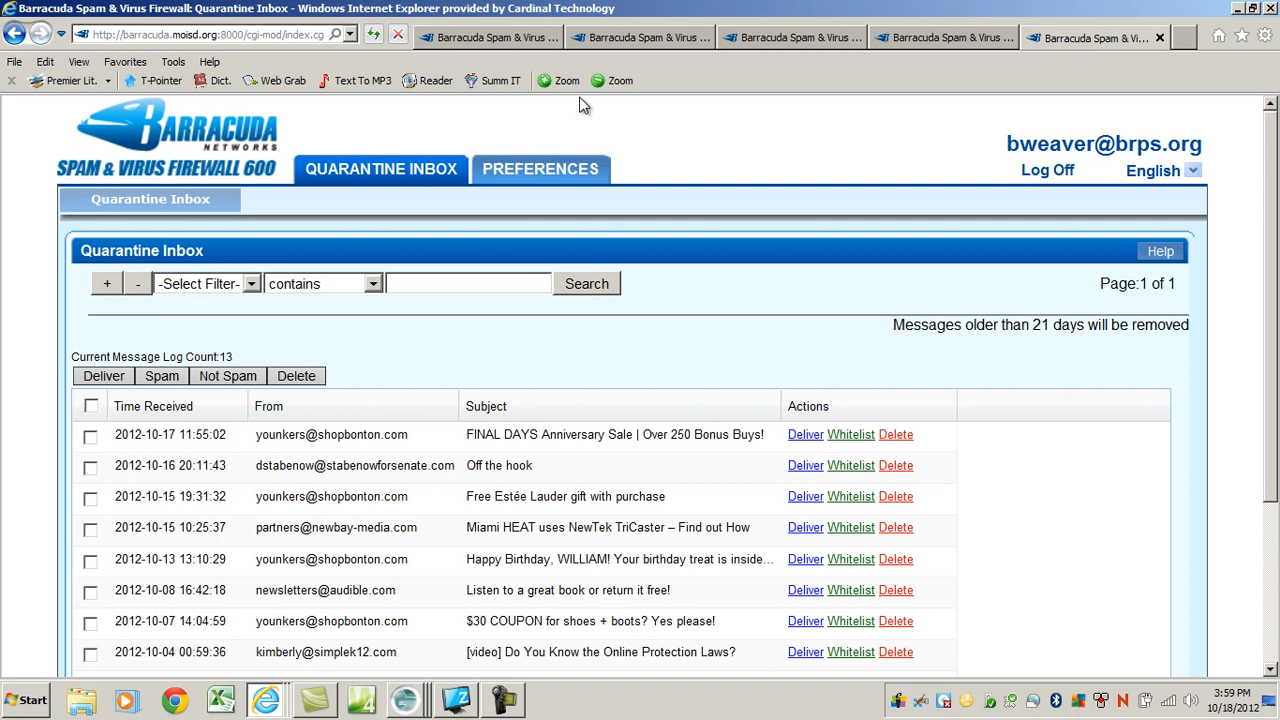 Barracuda Spam & Virus Firewall: Quarantine Inbox - Windows Internet Explorer provided by Cardinal Technology
http://barracuda.moisd.org:8000/cgi-mod/index.cg
Barracuda Spam & Virus ...
Barracuda Spam & Virus ...
Barracuda Spam & Virus ...
Barracuda Spam & Virus ...
Barracuda Spam & Vi...
File Edit View Favorites Tools Help
Premier Lit. T-Pointer Dict. Web Grab Text To MP3 Reader Summ IT Zoom Zoom
BARRACUDA
NETWORKS
SPAM & VIRUS FIREWALL 600
QUARANTINE INBOX PREFERENCES
bweaver@brps.org
Log Off English
Quarantine Inbox
Quarantine Inbox Help
+ - -Select Filter- contains Search Page:1 of 1
Messages older than 21 days will be removed
Current Message Log Count:13
Deliver Spam Not Spam Delete
Time Received From Subject Actions
2012-10-17 11:55:02 younkers@shopbonton.com FINAL DAYS Anniversary Sale | Over 250 Bonus Buys! Deliver Whitelist Delete
2012-10-16 20:11:43 dstabenow@stabenowforsenate.com Off the hook Deliver Whitelist Delete
2012-10-15 19:31:32 younkers@shopbonton.com Free Estée Lauder gift with purchase Deliver Whitelist Delete
2012-10-15 10:25:37 partners@newbay-media.com Miami HEAT uses NewTek TriCaster – Find out How Deliver Whitelist Delete
2012-10-13 13:10:29 younkers@shopbonton.com Happy Birthday, WILLIAM! Your birthday treat is inside... Deliver Whitelist Delete
2012-10-08 16:42:18 newsletters@audible.com Listen to a great book or return it free! Deliver Whitelist Delete
2012-10-07 14:04:59 younkers@shopbonton.com $30 COUPON for shoes + boots? Yes please! Deliver Whitelist Delete
2012-10-04 00:59:36 kimberly@simplek12.com [video] Do You Know the Online Protection Laws? Deliver Whitelist Delete
Start
3:59 PM
10/18/2012